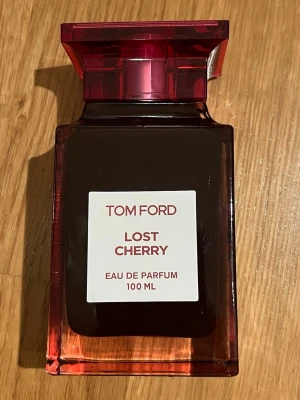 TOM FORD
LOST
CHERRY
EAU DE PARFUM
100 ML